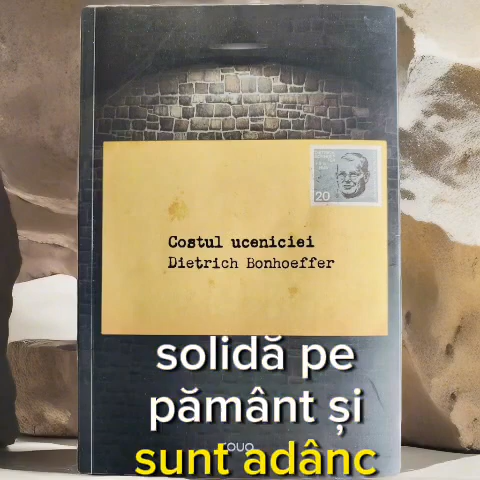 20
Costul uceniciei
Dietrich Bonhoeffer
solidă pe
pământ și
sunt adânc